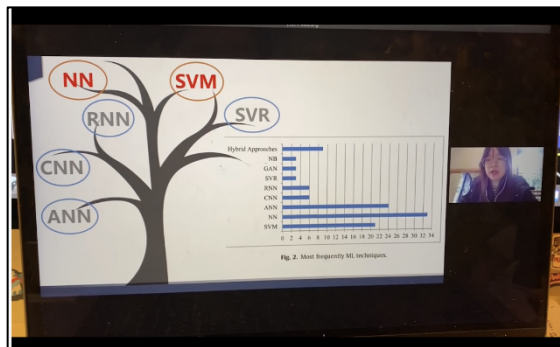 NN
SVM
RNN
SVR
CNN
ANN
Hybrid Approaches
NB
GAN
SVR
RNN
CNN
ANN
NN
SVM
0 2 4 6 8 10 12 14 16 18 20 22 24 26 28 30 32 34
Fig. 2. Most frequently ML techniques.